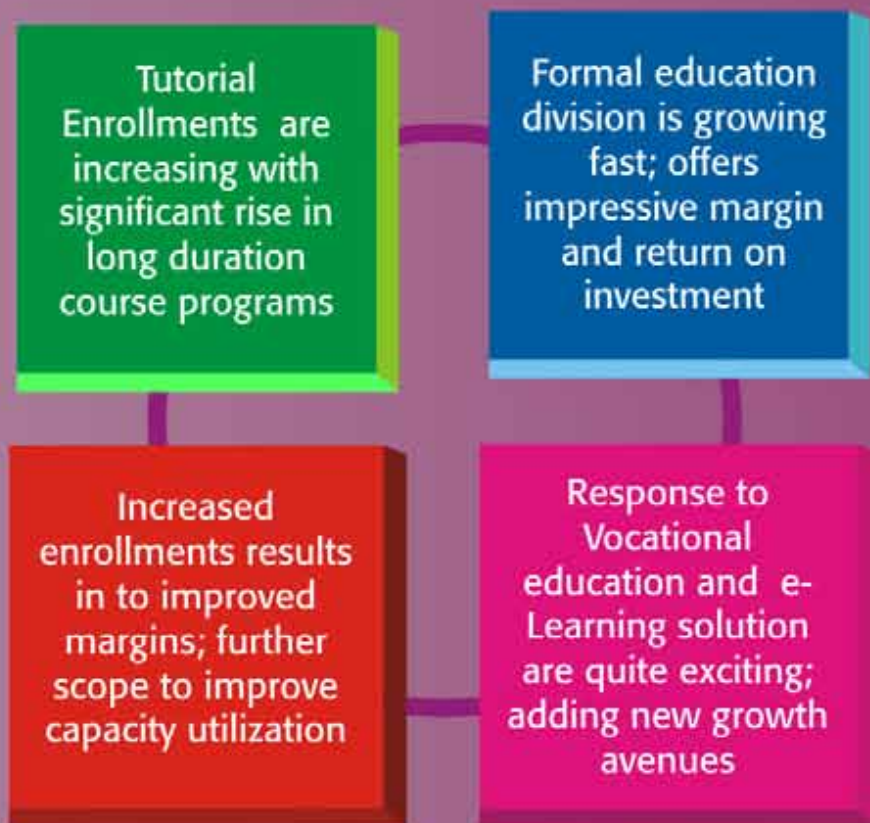 Tutorial
Enrollments are
increasing with
significant rise in
long duration
course programs
Formal education
division is growing
fast; offers
impressive margin
and return on
investment
Increased
enrollments results
in to improved
margins; further
scope to improve
capacity utilization
Response to
Vocational
education and e-
Learning solution
are quite exciting;
adding new growth
avenues